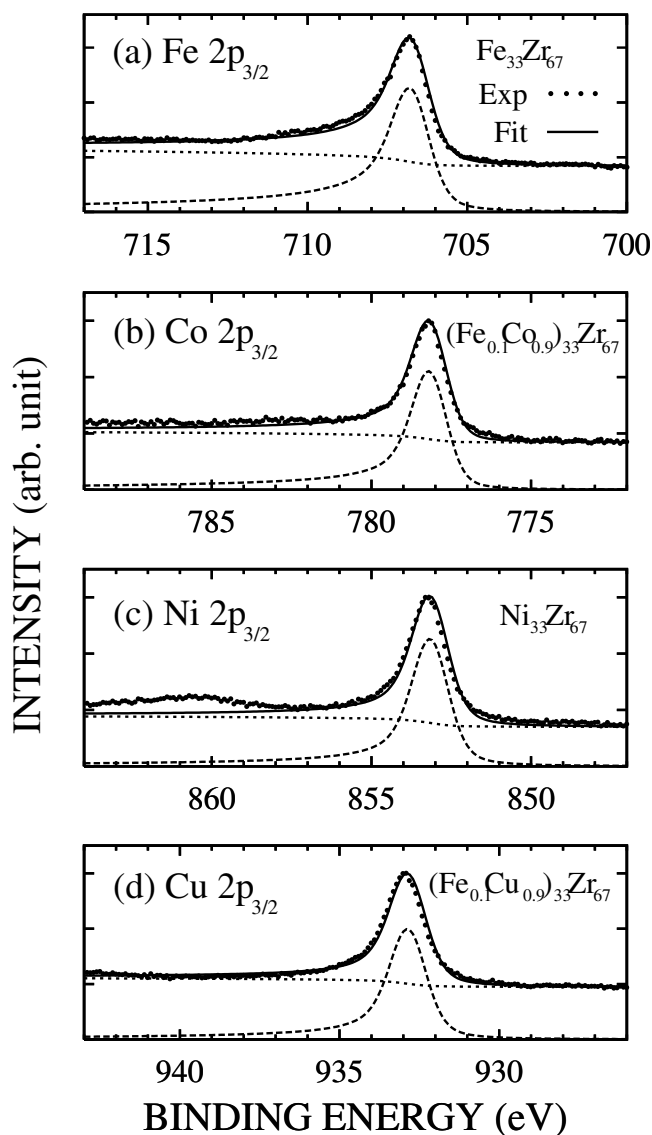 (a) Fe 2p3/2 Fe33Zr67
Exp
Fit
715 710 705 700
(b) Co 2p3/2 (Fe0.1Co0.9)33Zr67
785 780 775
(c) Ni 2p3/2 Ni33Zr67
860 855 850
(d) Cu 2p3/2 (Fe0.1Cu0.9)33Zr67
940 935 930
INTENSITY (arb. unit)
BINDING ENERGY (eV)